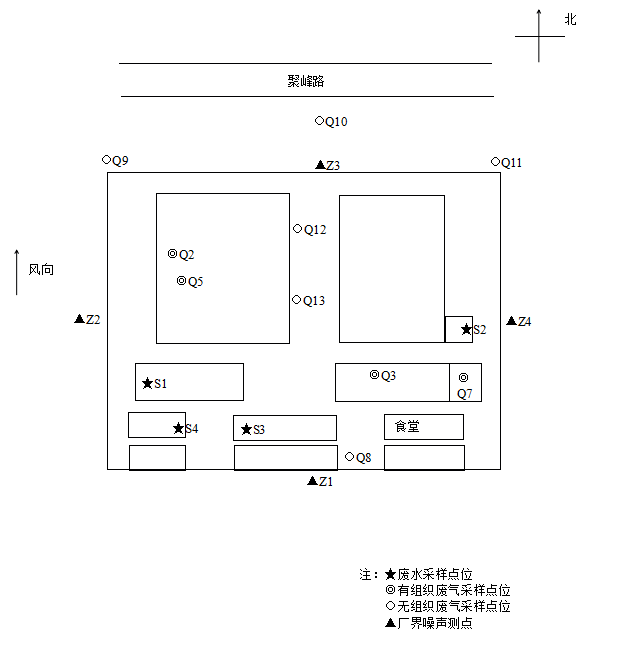 北
聚峰路
Q10
Q9
Z3
Q11
Q12
Q2
风向
Q5
Q13
Z2
Z4
S2
Q3
S1
Q7
食堂
S4
S3
Q8
Z1
注：★废水采样点位
◎有组织废气采样点位
○无组织废气采样点位
▲厂界噪声测点